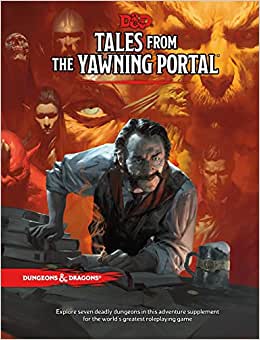 D&D
TALES FROM
THE YAWNING PORTAL™
DUNGEONS & DRAGONS®
Explore seven deadly dungeons in this adventure supplement
for the world's greatest roleplaying game